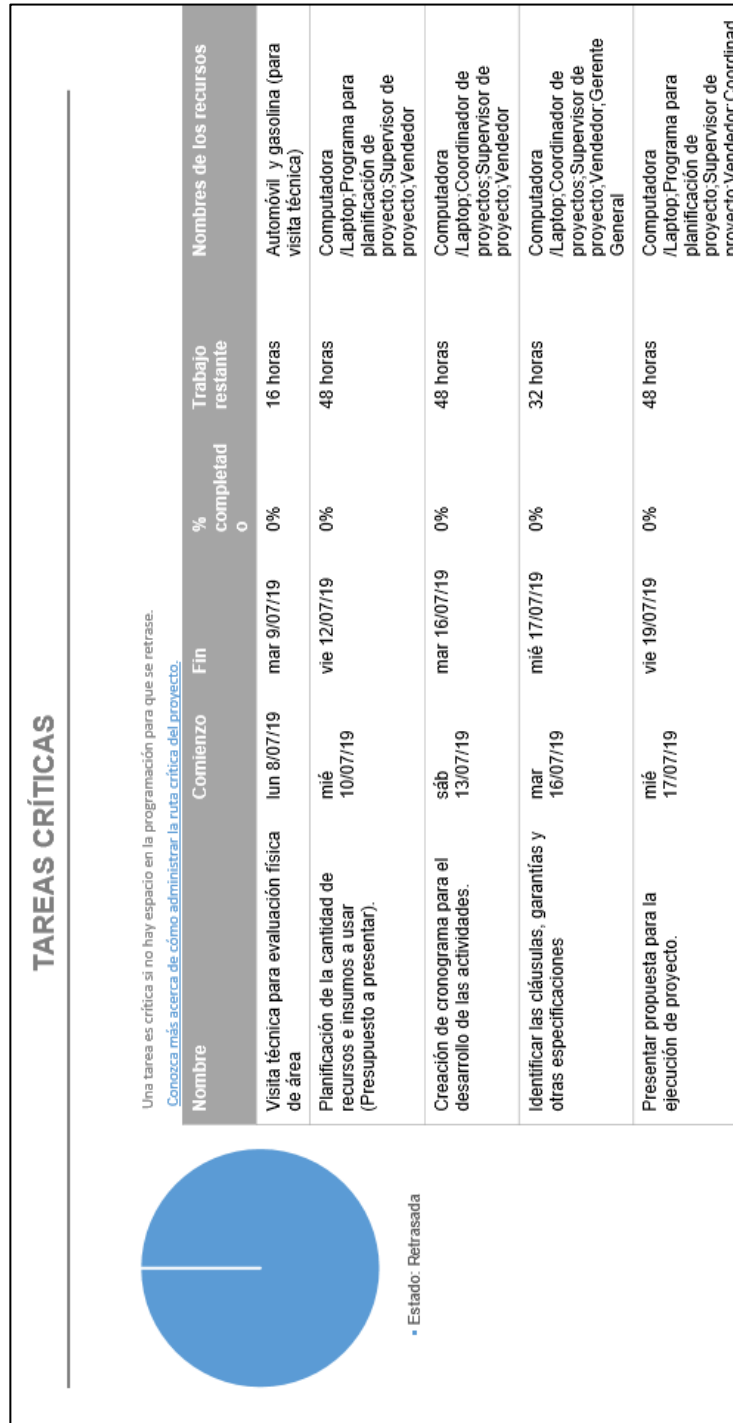 TAREAS CRÍTICAS
Una tarea es crítica si no hay espacio en la programación para que se retrase.
Conozca más acerca de cómo administrar la ruta crítica del proyecto.
Estado: Retrasada
Nombre Comienzo Fin % completad o Trabajo restante Nombres de los recursos
Visita técnica para evaluación física
de área
lun 8/07/19
mar 9/07/19
0%
16 horas
Automóvil y gasolina (para
visita técnica)
Planificación de la cantidad de
recursos e insumos a usar
(Presupuesto a presentar).
mié
10/07/19
vie 12/07/19
0%
48 horas
Computadora
/Laptop;Programa para
planificación de
proyecto;Supervisor de
proyecto;Vendedor
Creación de cronograma para el
desarrollo de las actividades.
sáb
13/07/19
mar 16/07/19
0%
48 horas
Computadora
/Laptop;Coordinador de
proyectos;Supervisor de
proyecto;Vendedor
Identificar las cláusulas, garantías y
otras especificaciones
mar
16/07/19
mié 17/07/19
0%
32 horas
Computadora
/Laptop;Coordinador de
proyectos;Supervisor de
proyecto;Vendedor;Gerente
General
Presentar propuesta para la
ejecución de proyecto.
mié
17/07/19
vie 19/07/19
0%
48 horas
Computadora
/Laptop;Programa para
planificación de
proyecto;Supervisor de
proyecto;Vendedor;Coordinad